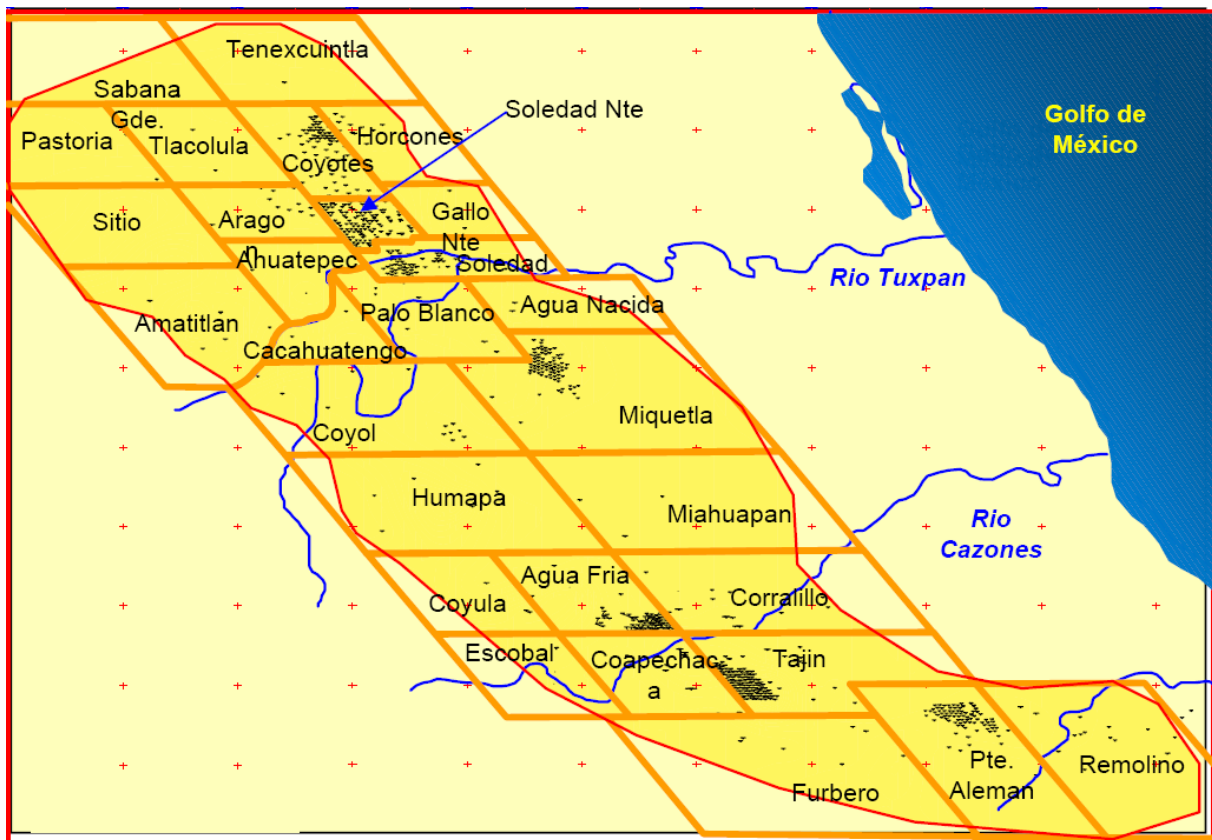 Tenexcuintla
Sabana
Gde.
Soledad Nte
Golfo de
México
Pastoria
Tlacolula
Horcones
Coyotes
Sitio
Arago
n
Gallo
Nte
Ahuatepec
Soledad
Rio Tuxpan
Amatitlán
Palo Blanco
Agua Nacida
Cacahuatengo
Coyol
Miquetla
Humapa
Miahuapan
Rio
Cazones
Agua Fria
Coyula
Corralillo
Escobal
Coapechac
a
Tajin
Pte.
Aleman
Remolino
Furbero